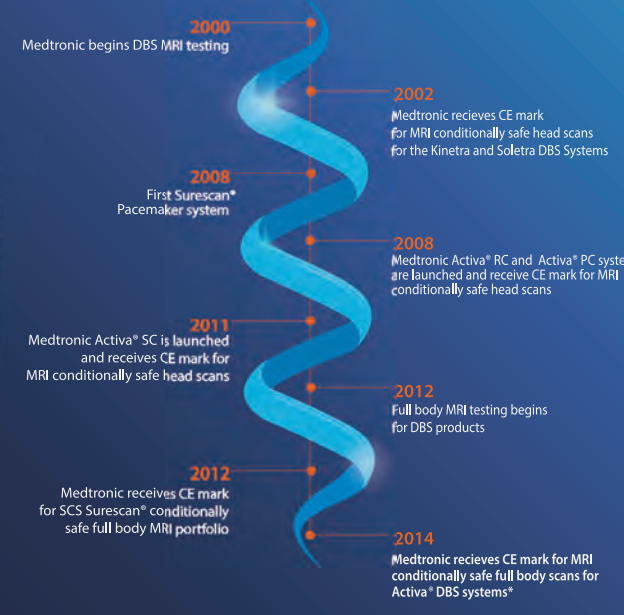 2000
Medtronic begins DBS MRI testing
2002
Medtronic recieves CE mark
for MRI conditionally safe head scans
for the Kinetra and Soletra DBS Systems
2008
First Surescan®
Pacemaker system
2008
Medtronic Activa® RC and Activa® PC syste
are launched and receive CE mark for MRI
conditionally safe head scans
2011
Medtronic Activa® SC is launched
and receives CE mark for
MRI conditionally safe head scans
2012
Full body MRI testing begins
for DBS products
2012
Medtronic receives CE mark
for SCS Surescan® conditionally
safe full body MRI portfolio
2014
Medtronic recieves CE mark for MRI
conditionally safe full body scans for
Activa® DBS systems*